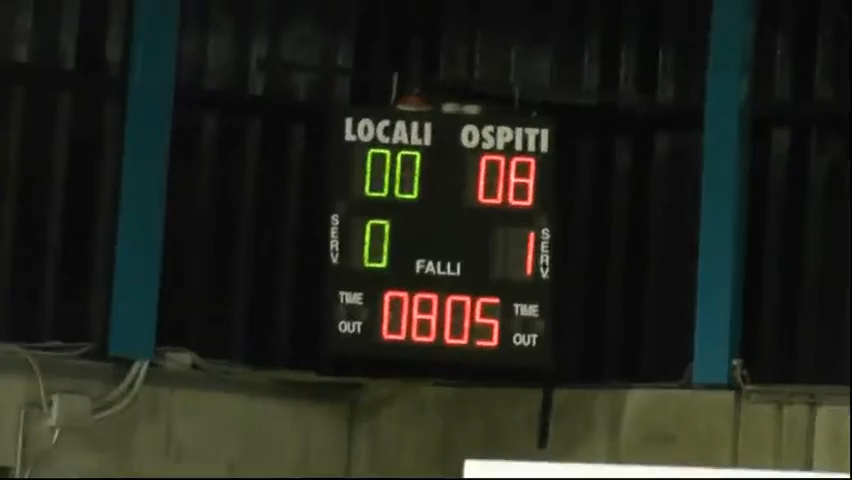 LOCALI OSPITI
00 08
SERV 0 FALLI 1 SERV
TIME OUT 0805 TIME OUT